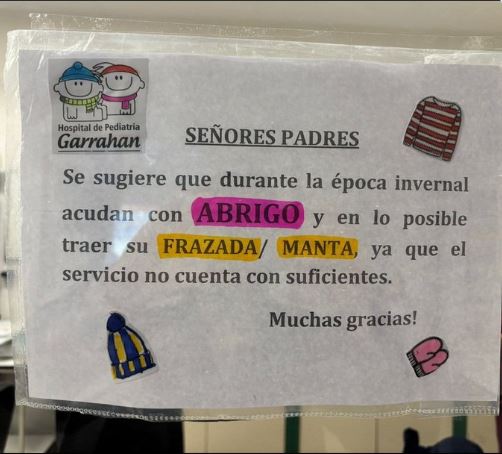 Hospital de Pediatria
Garrahan
SEÑORES PADRES
Se sugiere que durante la época invernal
acudan con ABRIGO y en lo posible
traer su FRAZADA/ MANTA, ya que el
servicio no cuenta con suficientes.
Muchas gracias!